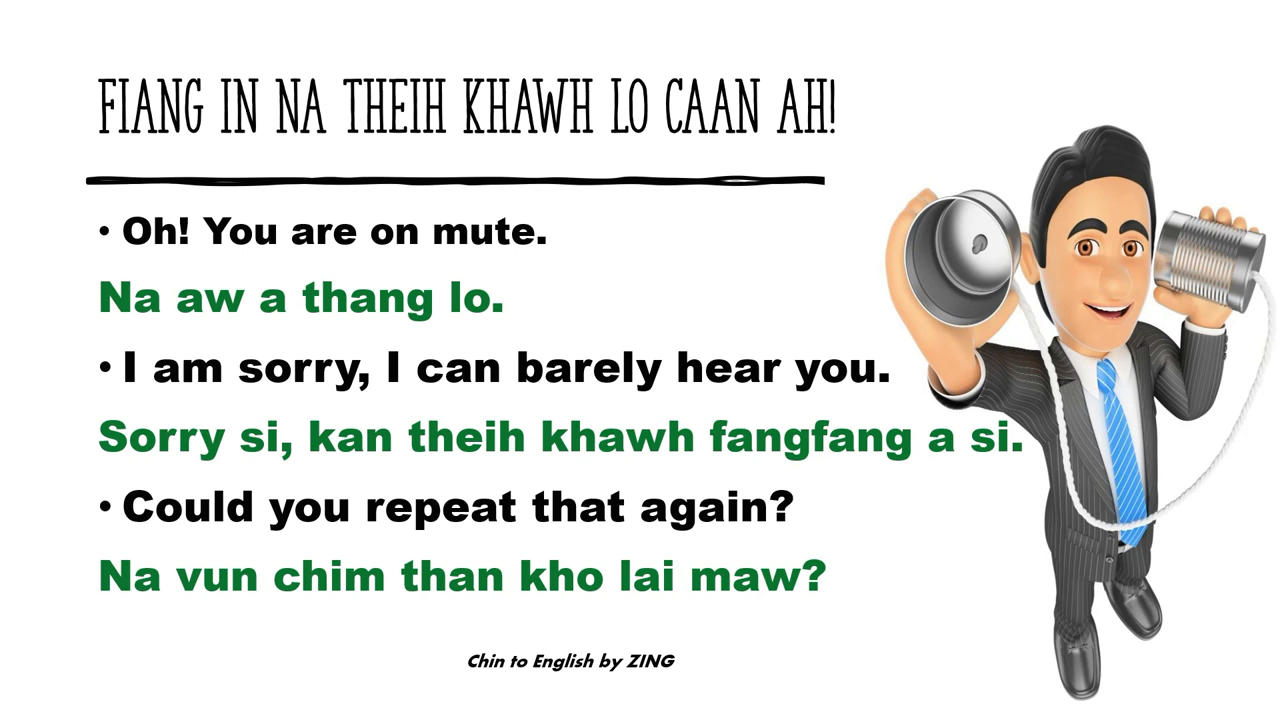 FIANG IN NA THEIH KHAWH LO CAAN AH!
• Oh! You are on mute.
Na aw a thang lo.
• I am sorry, I can barely hear you.
Sorry si, kan theih khawh fangfang a si.
• Could you repeat that again?
Na vun chim than kho lai maw?
Chin to English by ZING